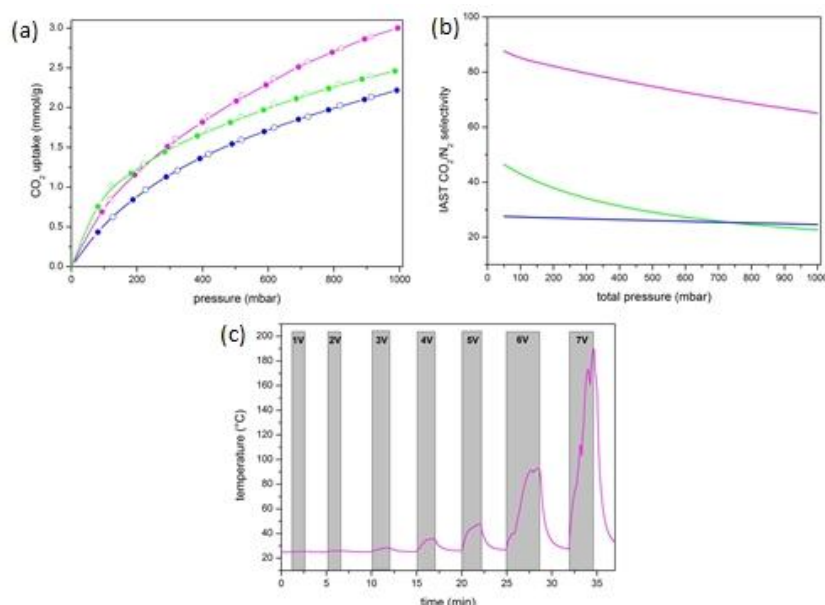 (a)
3.0
2.5
2.0
1.5
1.0
0.5
0.0
CO₂ uptake (mmol/g)
0 200 400 600 800 1000
pressure (mbar)
(b)
100
80
60
40
20
IAST CO₂/N₂ selectivity
0 100 200 300 400 500 600 700 800 900 1000
total pressure (mbar)
(c)
200
180
160
140
120
100
80
60
40
20
temperature (°C)
1V 2V 3V 4V 5V 6V 7V
0 5 10 15 20 25 30 35
time (min)